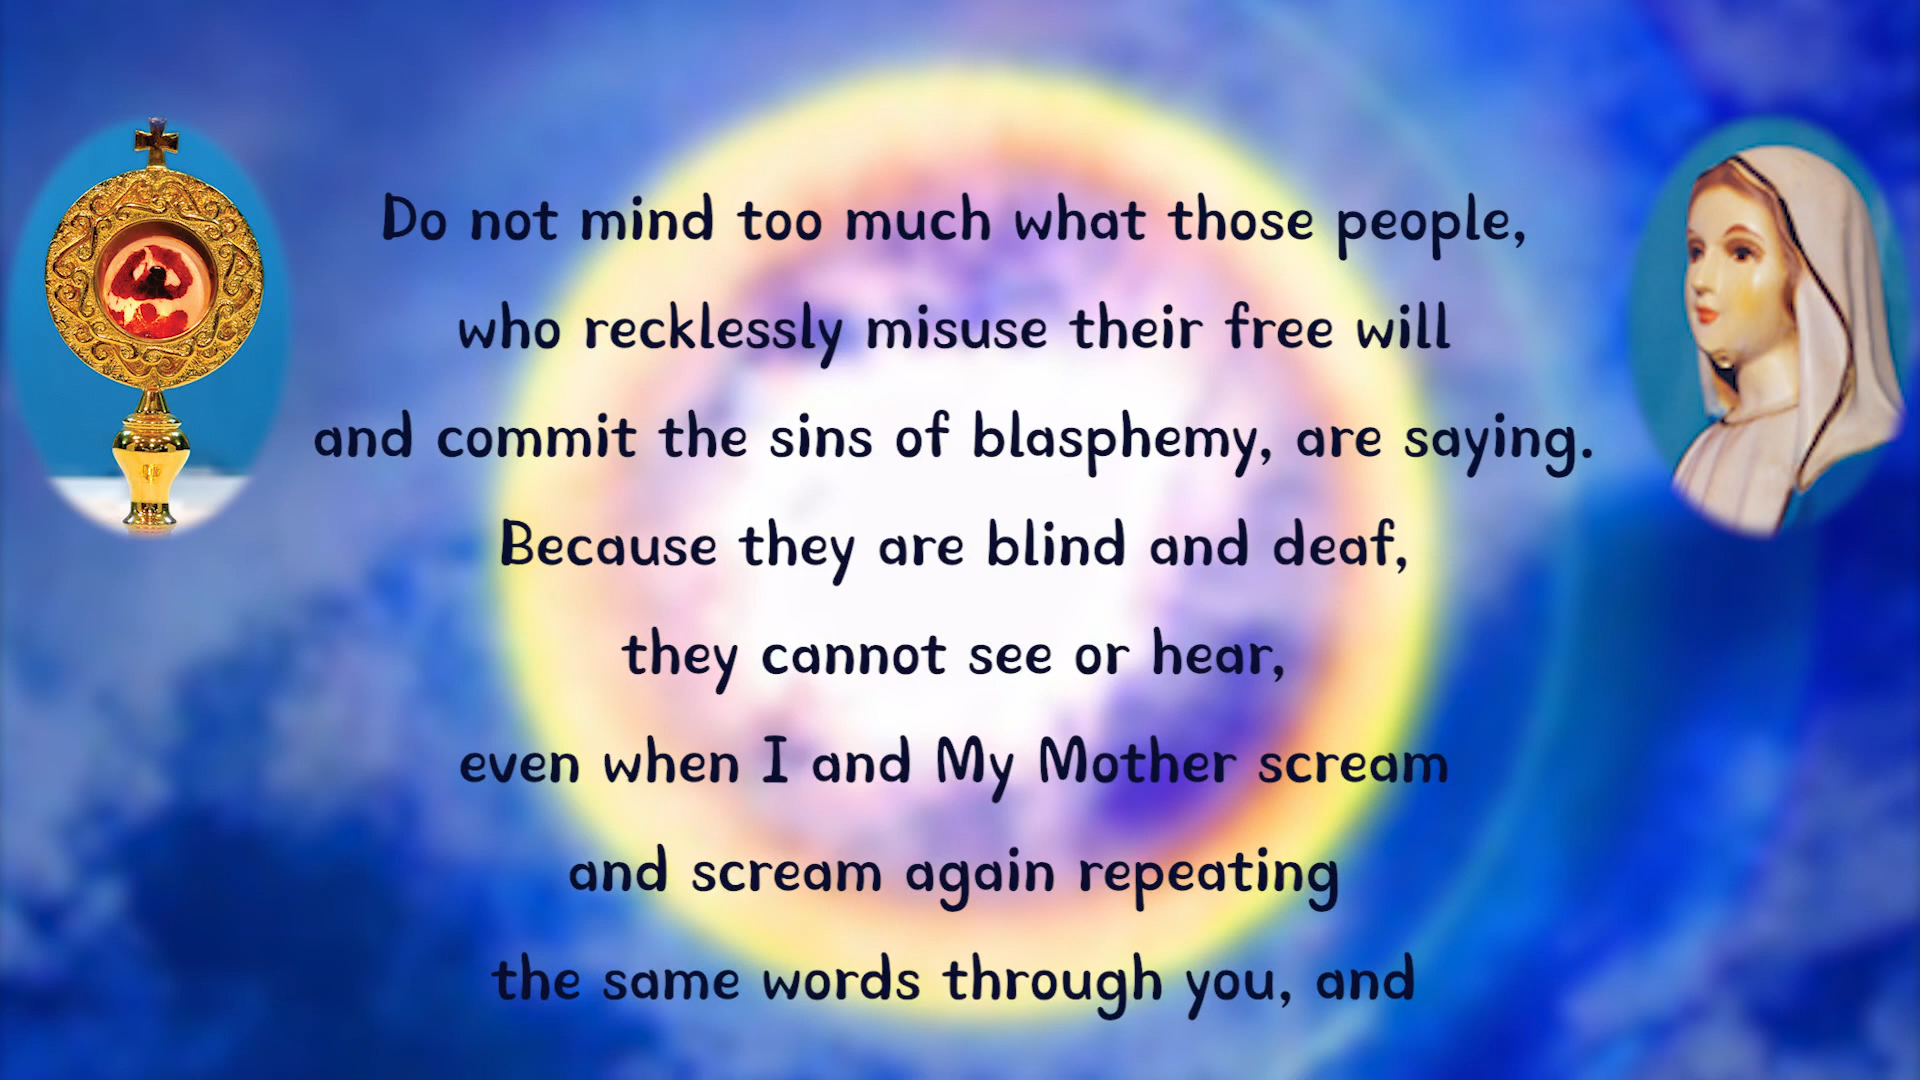 Do not mind too much what those people,
who recklessly misuse their free will
and commit the sins of blasphemy, are saying.
Because they are blind and deaf,
they cannot see or hear,
even when I and My Mother scream
and scream again repeating
the same words through you, and